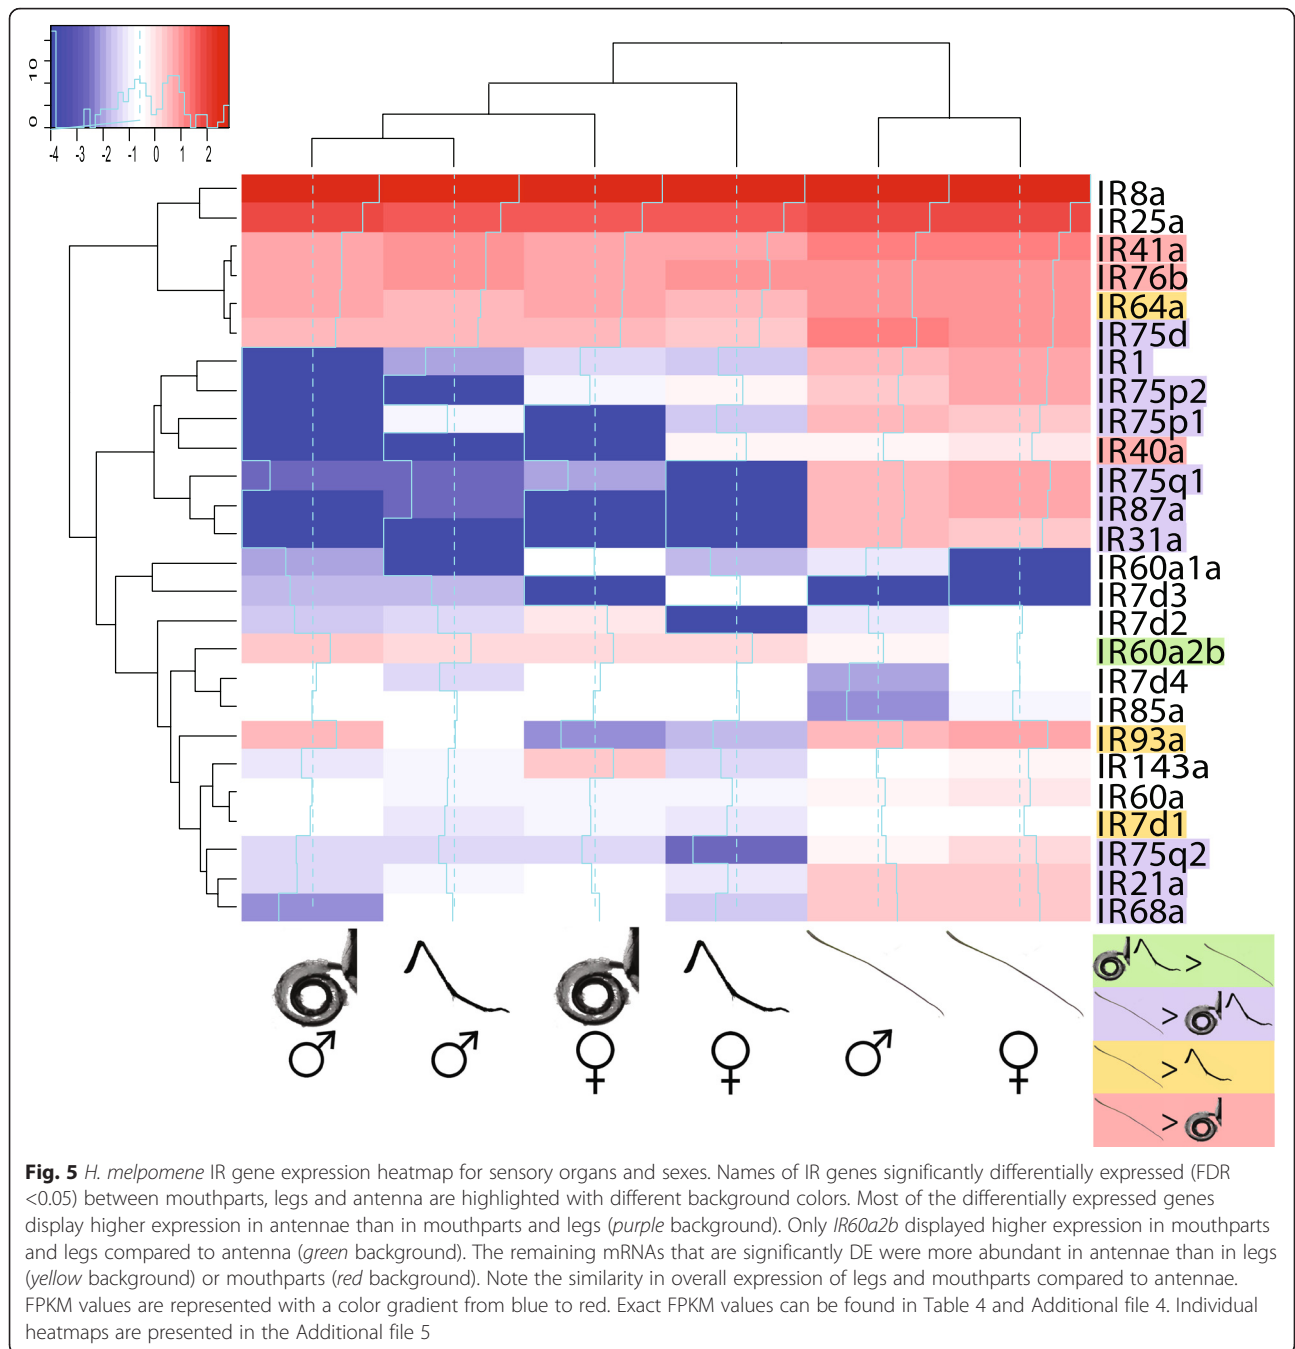 10
0
-4 -3 -2 -1 0 1 2
IR8a
IR25a
IR41a
IR76b
IR64a
IR75d
IR1
IR75p2
IR75p1
IR40a
IR75q1
IR87a
IR31a
IR60a1a
IR7d3
IR7d2
IR60a2b
IR7d4
IR85a
IR93a
IR143a
IR60a
IR7d1
IR75q2
IR21a
IR68a
♂ ♂ ♀ ♀ ♂ ♀
>
>
>
>
Fig. 5 H. melpomene IR gene expression heatmap for sensory organs and sexes. Names of IR genes significantly differentially expressed (FDR
<0.05) between mouthparts, legs and antenna are highlighted with different background colors. Most of the differentially expressed genes
display higher expression in antennae than in mouthparts and legs (purple background). Only IR60a2b displayed higher expression in mouthparts
and legs compared to antenna (green background). The remaining mRNAs that are significantly DE were more abundant in antennae than in legs
(yellow background) or mouthparts (red background). Note the similarity in overall expression of legs and mouthparts compared to antennae.
FPKM values are represented with a color gradient from blue to red. Exact FPKM values can be found in Table 4 and Additional file 4. Individual
heatmaps are presented in the Additional file 5